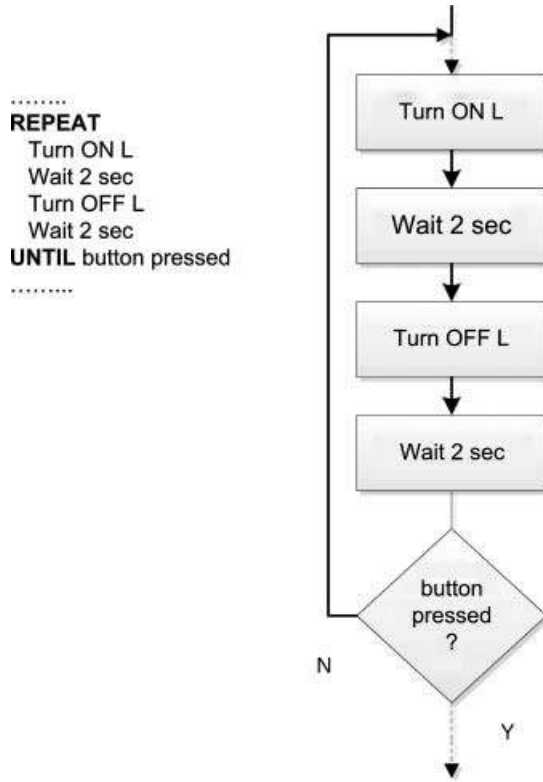 ........
REPEAT
Turn ON L
Wait 2 sec
Turn OFF L
Wait 2 sec
UNTIL button pressed
.........
Turn ON L
Wait 2 sec
Turn OFF L
Wait 2 sec
button
pressed
?
N
Y